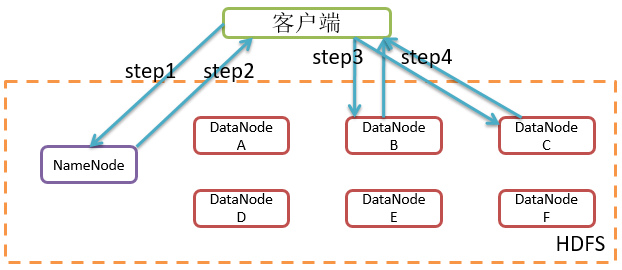 客户端
step1
step2
step3
step4
DataNode
A
DataNode
B
DataNode
C
NameNode
DataNode
D
DataNode
E
DataNode
F
HDFS